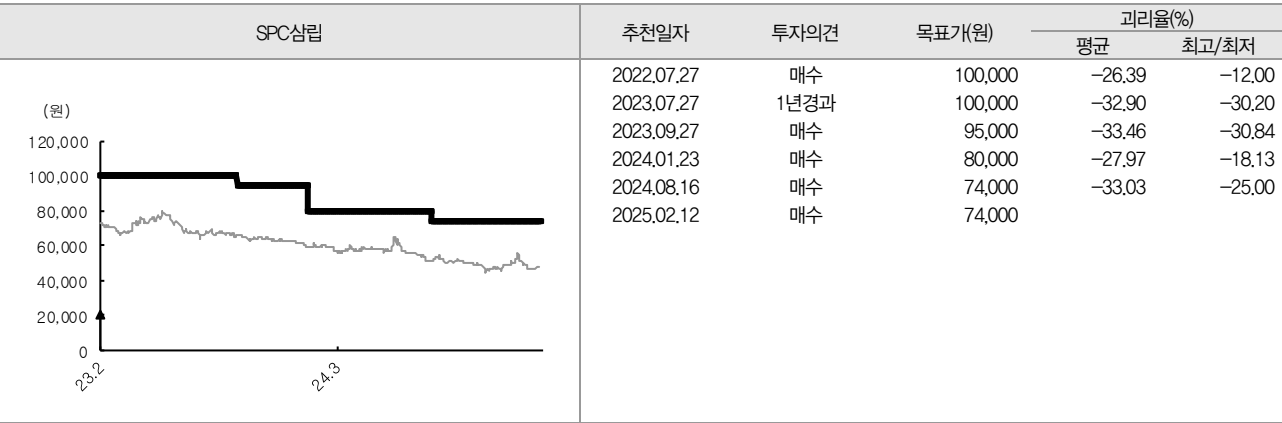 SPC삼립 추천일자 투자의견 목표가(원) 괴리율(%)
평균 최고/최저
2022.07.27 매수 100,000 -26.39 -12.00
2023.07.27 1년경과 100,000 -32.90 -30.20
2023.09.27 매수 95,000 -33.46 -30.84
2024.01.23 매수 80,000 -27.97 -18.13
2024.08.16 매수 74,000 -33.03 -25.00
2025.02.12 매수 74,000
(원)
120,000
100,000
80,000
60,000
40,000
20,000
0
23.2 24.3